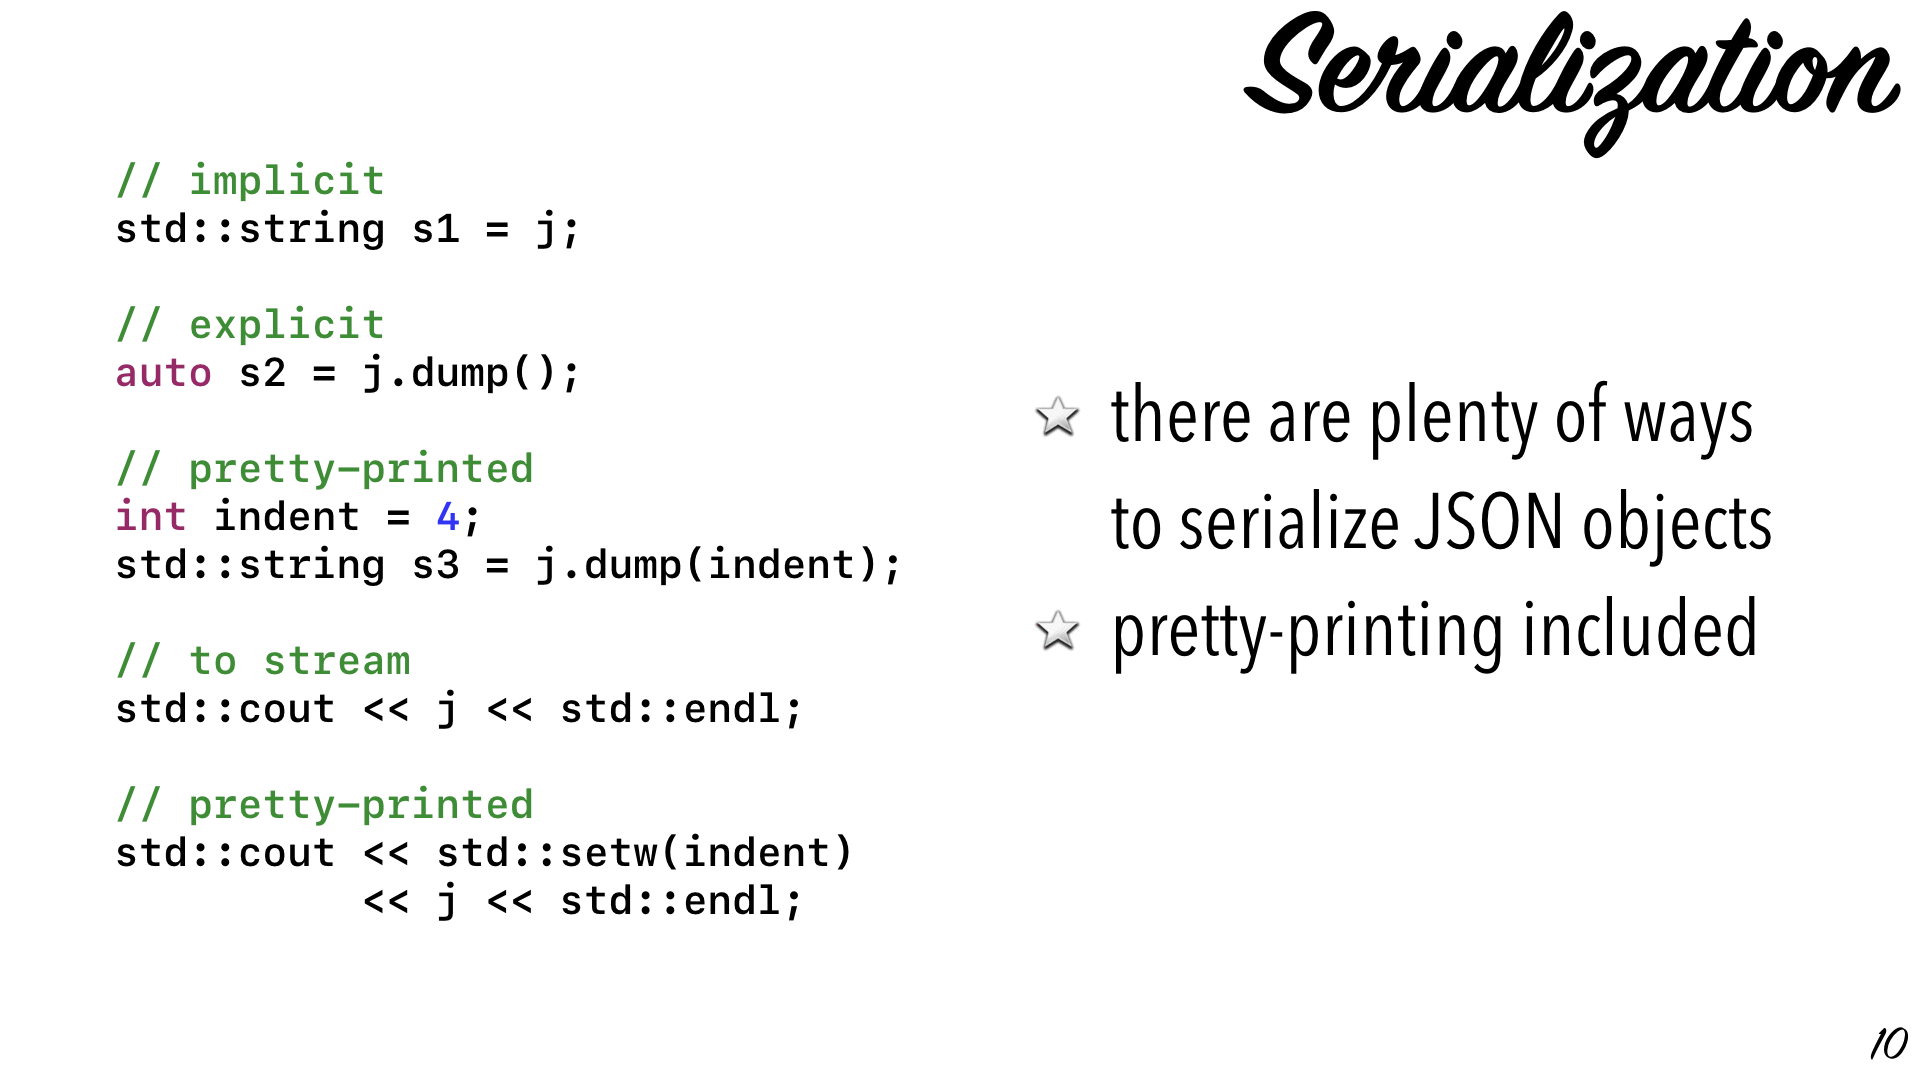 Serialization
// implicit
std::string s1 = j;
// explicit
auto s2 = j.dump();
// pretty-printed
int indent = 4;
std::string s3 = j.dump(indent);
// to stream
std::cout << j << std::endl;
// pretty-printed
std::cout << std::setw(indent)
          << j << std::endl;
there are plenty of ways
to serialize JSON objects
pretty-printing included
10